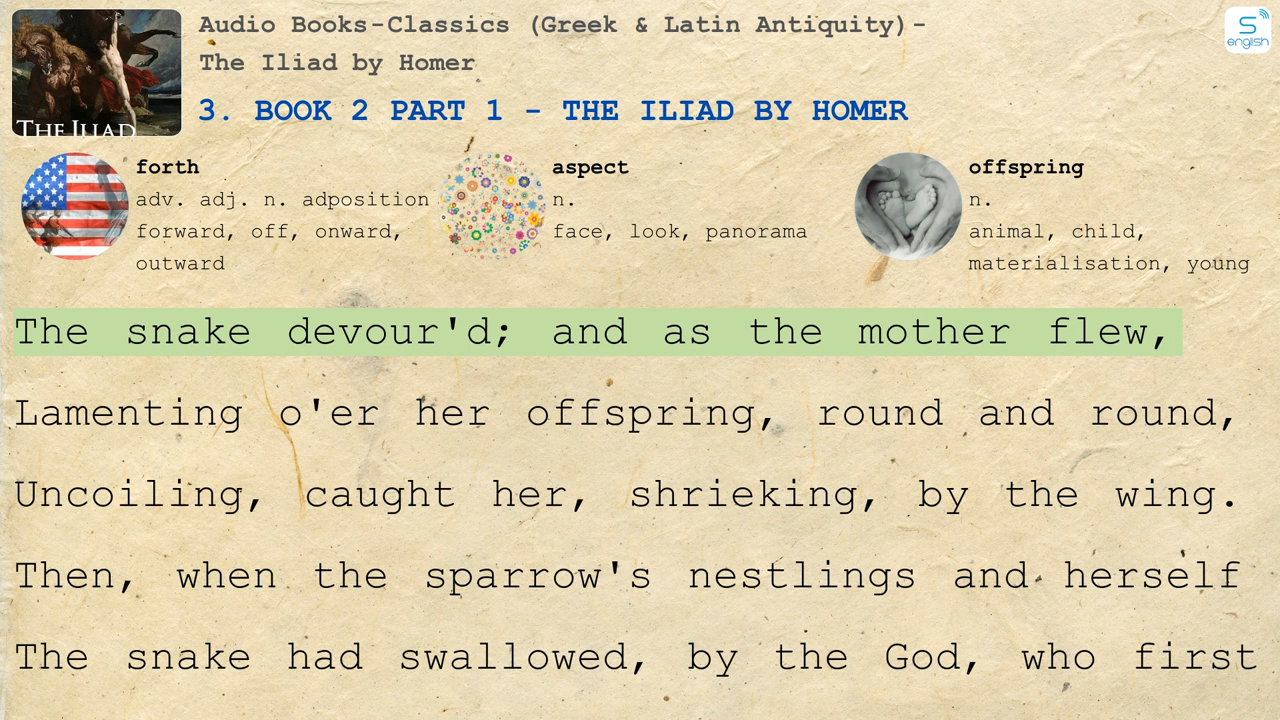 Audio Books-Classics (Greek & Latin Antiquity)-
The Iliad by Homer
3. BOOK 2 PART 1 - THE ILIAD BY HOMER
THE ILIAD
S
english
forth
adv. adj. n. adposition
forward, off, onward,
outward
aspect
n.
face, look, panorama
offspring
n.
animal, child,
materialisation, young
The snake devour'd; and as the mother flew,
Lamenting o'er her offspring, round and round,
Uncoiling, caught her, shrieking, by the wing.
Then, when the sparrow's nestlings and herself
The snake had swallowed, by the God, who first